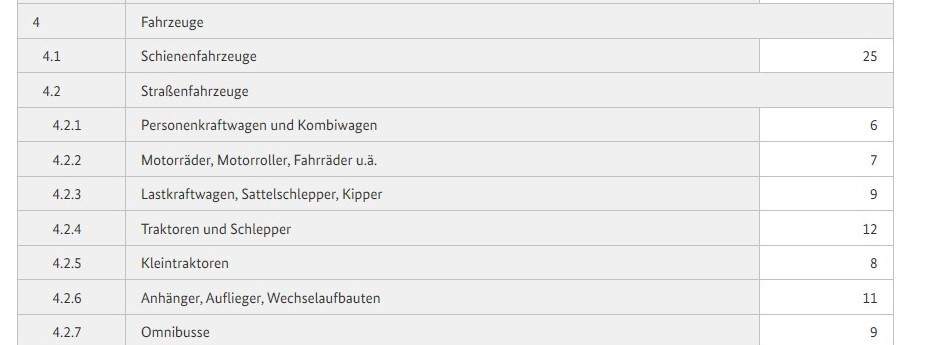 4 Fahrzeuge
4.1 Schienenfahrzeuge 25
4.2 Straßenfahrzeuge
4.2.1 Personenkraftwagen und Kombiwagen 6
4.2.2 Motorräder, Motorroller, Fahrräder u.ä. 7
4.2.3 Lastkraftwagen, Sattelschlepper, Kipper 9
4.2.4 Traktoren und Schlepper 12
4.2.5 Kleintraktoren 8
4.2.6 Anhänger, Auflieger, Wechselaufbauten 11
4.2.7 Omnibusse 9